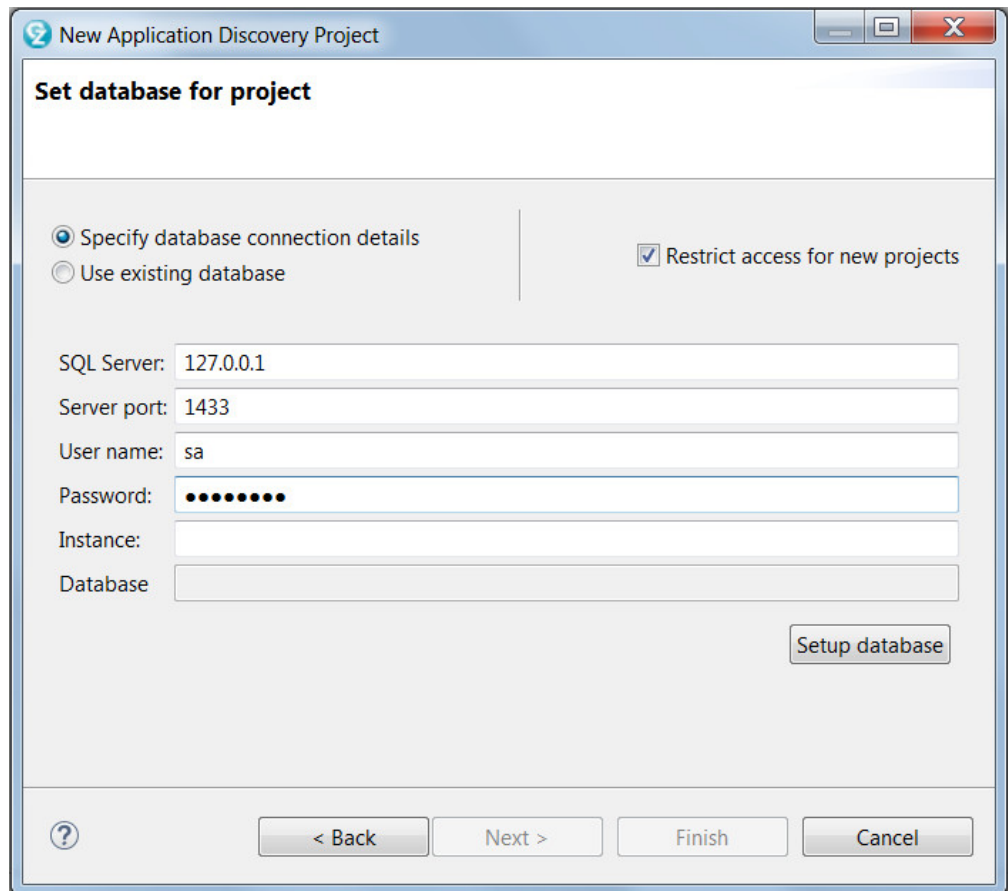 New Application Discovery Project
Set database for project
Specify database connection details
Use existing database
Restrict access for new projects
SQL Server: 127.0.0.1
Server port: 1433
User name: sa
Password: ●●●●●●●●
Instance:
Database
Setup database
? < Back Next > Finish Cancel